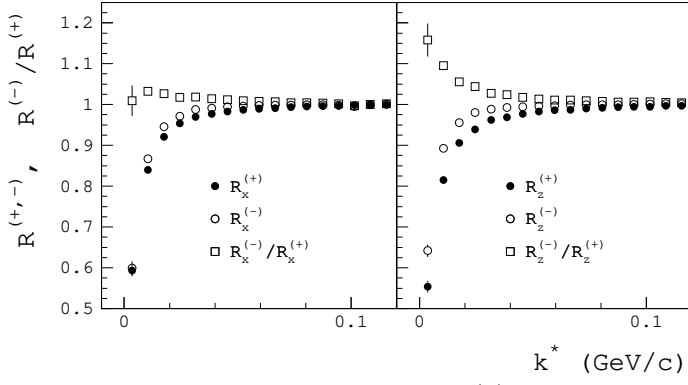 R^(+,-), R^(-)/R^(+)
1.2
1.1
1
0.9
0.8
0.7
0.6
0.5
R_x^(+)
R_x^(-)
R_x^(-)/R_x^(+)
R_z^(+)
R_z^(-)
R_z^(-)/R_z^(+)
0 0.1 0 0.1
k^* (GeV/c)